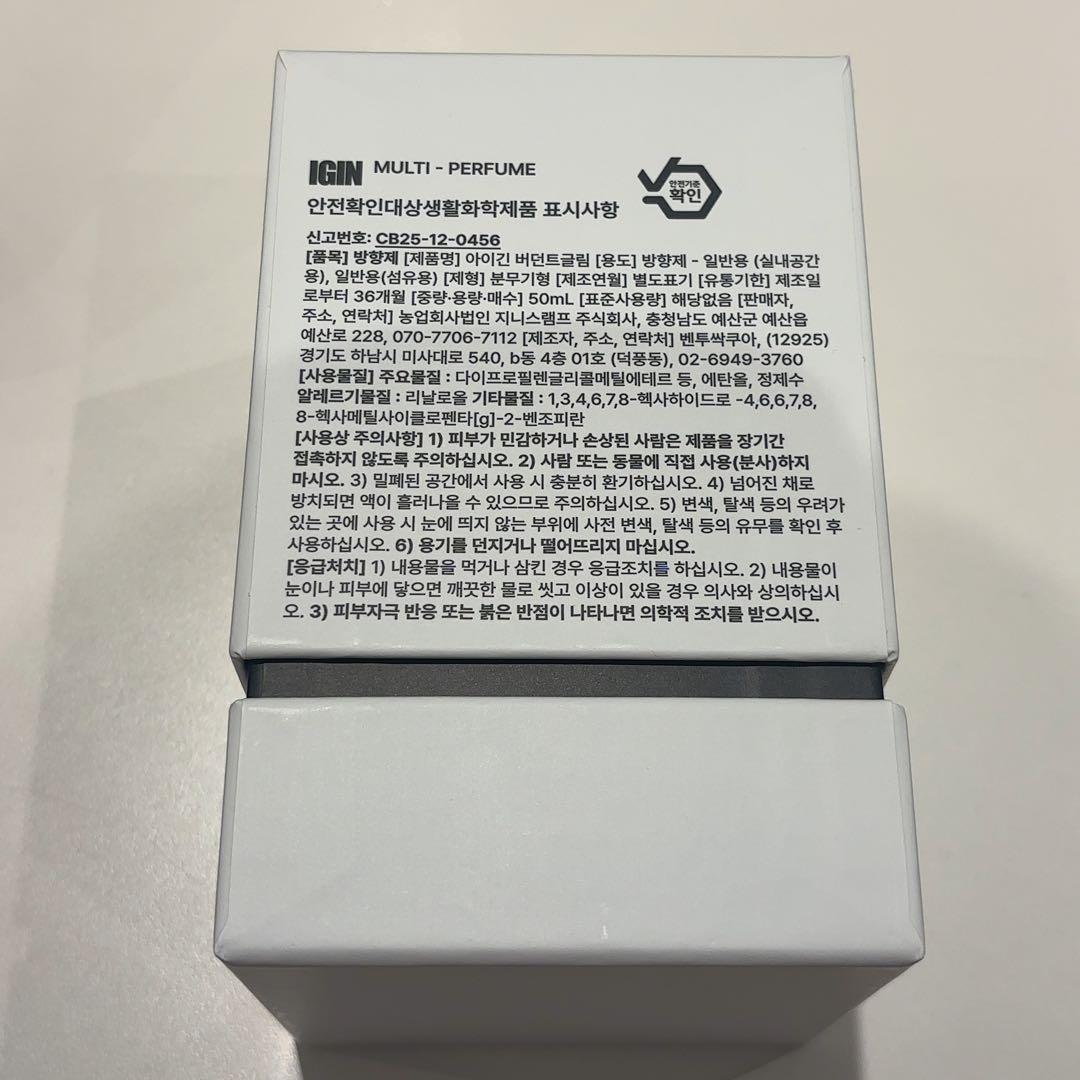 IGIN MULTI - PERFUME
안전기준
확인
안전확인대상생활화학제품 표시사항
신고번호: CB25-12-0456
[품목] 방향제 [제품명] 아이긴 버던트글림 [용도] 방향제 - 일반용 (실내공간
용), 일반용(섬유용) [제형] 분무기형 [제조연월] 별도표기 [유통기한] 제조일
로부터 36개월 [중량·용량·매수] 50mL [표준사용량] 해당없음 [판매자,
주소, 연락처] 농업회사법인 지니스램프 주식회사, 충청남도 예산군 예산읍
예산로 228, 070-7706-7112 [제조자, 주소, 연락처] 벤투싹쿠아, (12925)
경기도 하남시 미사대로 540, b동 4층 01호 (덕풍동), 02-6949-3760
[사용물질] 주요물질 : 다이프로필렌글리콜메틸에테르 등, 에탄올, 정제수
알레르기물질 : 리날로올 기타물질 : 1,3,4,6,7,8-헥사하이드로 -4,6,6,7,8,
8-헥사메틸사이클로펜타[g]-2-벤조피란
[사용상 주의사항] 1) 피부가 민감하거나 손상된 사람은 제품을 장기간
접촉하지 않도록 주의하십시오. 2) 사람 또는 동물에 직접 사용(분사)하지
마시오. 3) 밀폐된 공간에서 사용 시 충분히 환기하십시오. 4) 넘어진 채로
방치되면 액이 흘러나올 수 있으므로 주의하십시오. 5) 변색, 탈색 등의 우려가
있는 곳에 사용 시 눈에 띄지 않는 부위에 사전 변색, 탈색 등의 유무를 확인 후
사용하십시오. 6) 용기를 던지거나 떨어뜨리지 마십시오.
[응급처치] 1) 내용물을 먹거나 삼킨 경우 응급조치를 하십시오. 2) 내용물이
눈이나 피부에 닿으면 깨끗한 물로 씻고 이상이 있을 경우 의사와 상의하십시
오. 3) 피부자극 반응 또는 붉은 반점이 나타나면 의학적 조치를 받으시오.